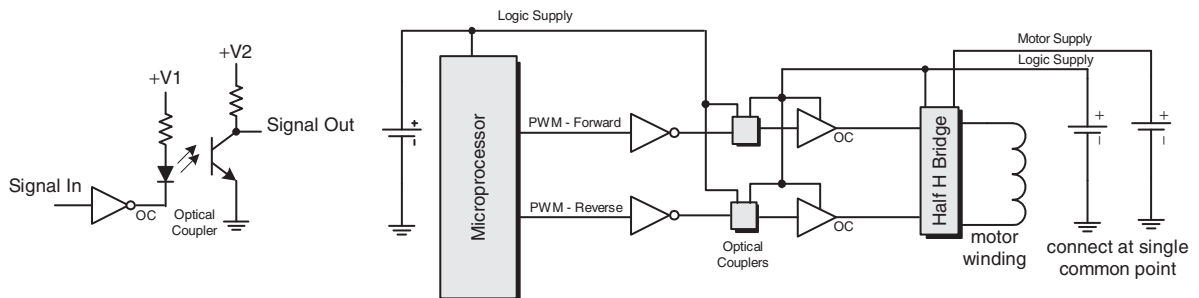 +V2
+V1
Signal Out
Signal In
OC
Optical
Coupler
Logic Supply
+
-
Microprocessor
PWM - Forward
PWM - Reverse
Optical
Couplers
OC
OC
Half H Bridge
Motor Supply
Logic Supply
+
-
+
-
motor
winding
connect at single
common point